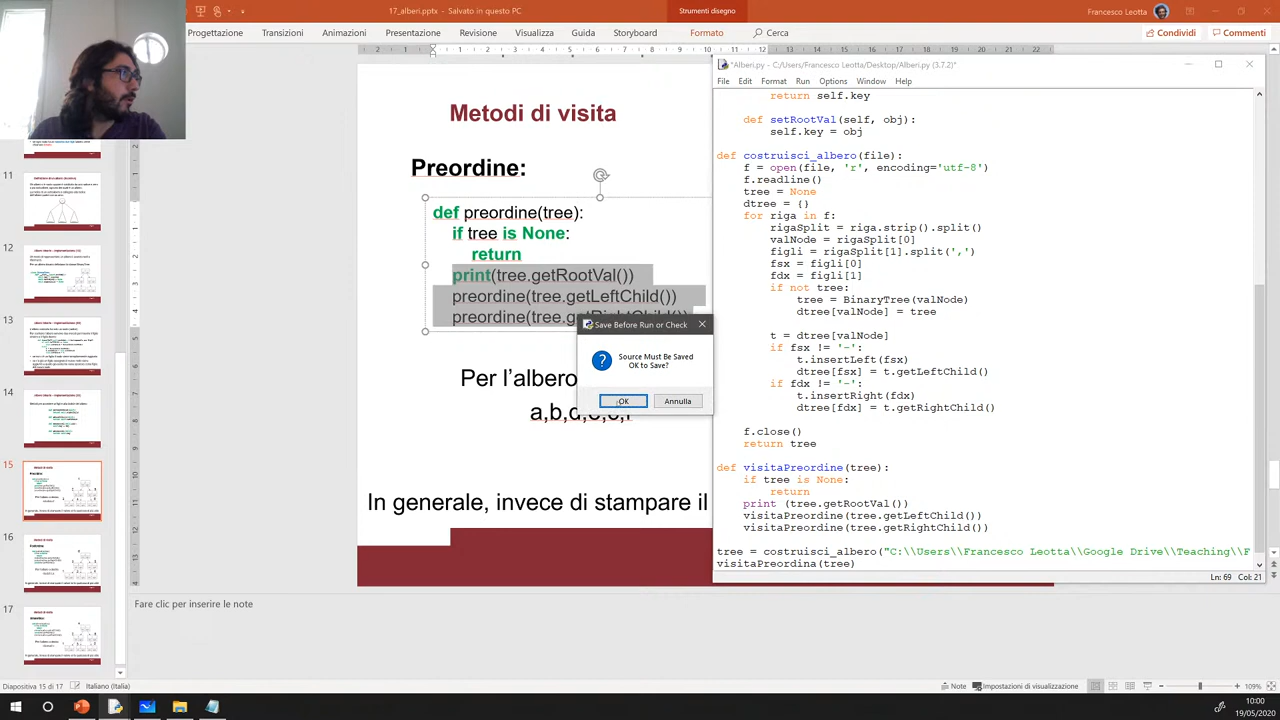 17_alberi.pptx - Salvato in questo PC
Strumenti disegno
Francesco Leotta
Progettazione Transizioni Animazioni Presentazione Revisione Visualizza Guida Storyboard Formato Cerca
Condividi Commenti
Metodi di visita
Preordine:
def preordine(tree):
if tree is None:
return
print(tree.getRootVal())
preordine(tree.getLeftChild())
preordine(tree.getRightChild())
Per l'albero
In generale, invece di stampare il
*Alberi.py - C:/Users/Francesco Leotta/Desktop/Alberi.py (3.7.2)*
File Edit Format Run Options Window Help
return self.key
def setRootVal(self, obj):
self.key = obj
def costruisci_albero(file):
f = open(file, 'r', encoding='utf-8')
f.readline()
tree = None
dtree = {}
for riga in f:
rigaSplit = riga.strip().split()
valNode = rigaSplit[0]
figli = rigaSplit[1].split(',')
fsx = figli[0]
fdx = figli[1]
if not tree:
tree = BinaryTree(valNode)
dtree[valNode] = tree
t = dtree[valNode]
if fsx != '-':
t.insertLeft(fsx)
dtree[fsx] = t.getLeftChild()
if fdx != '-':
t.insertRight(fdx)
dtree[fdx] = t.getRightChild()
f.close()
return tree
def visitaPreordine(tree):
if tree is None:
return
print (tree.getRootVal())
visitaPreordine(tree.getLeftChild())
visitaPreordine(tree.getRightChild())
tree = costruisci_albero("C:\\Users\\Francesco Leotta\\Google Drive\\Teaching\\F
visitaPreordina(tree)
Ln: 69 Col: 21
Save Before Run or Check
Source Must Be Saved
OK to Save?
OK Annulla
11
12
13
14
15
16
17
Fare clic per inserire le note
Diapositiva 15 di 17 Italiano (Italia)
Note Impostazioni di visualizzazione 109%
10:00
19/05/2020